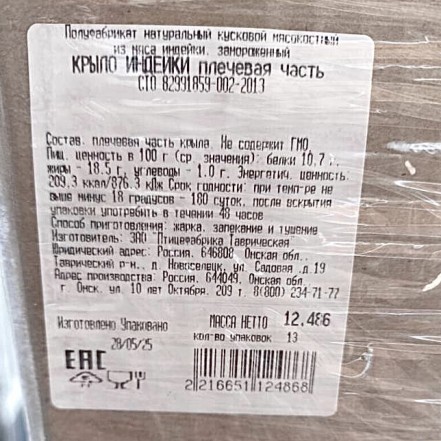 Полуфабрикат натуральный кусковой мясокостный
из мяса индейки, замороженный
КРЫЛО ИНДЕЙКИ плечевая часть
СТО 82991859-002-2013
Состав: плечевая часть крыла. Не содержит ГМО
Пищ. ценность в 100 г (ср. значения): белки 10.7
жиры - 18.5 г, углеводы - 1.0 г. Энергетич. ценность:
209.3 ккал/876.3 кДж Срок годности: при темп-ре не
выше минус 18 градусов - 180 суток, после вскрытия
упаковки употребить в течении 48 часов
Способ приготовления: жарка, запекание и тушение
Изготовитель: ЗАО "Птицефабрика Таврическая"
Юридический адрес: Россия, 646808, Омская обл.,
Таврический р-н, д. Новоселецк, ул. Садовая, д.19
Адрес производства: Россия, 644049, Омская обл.,
г. Омск, ул. 10 лет Октября, 209 т. 8(800) 234-71-72
Изготовлено Упаковано
28/05/25
МАССА НЕТТО 12.486
кол-во упаковок 13
EAC
2 216651 124868